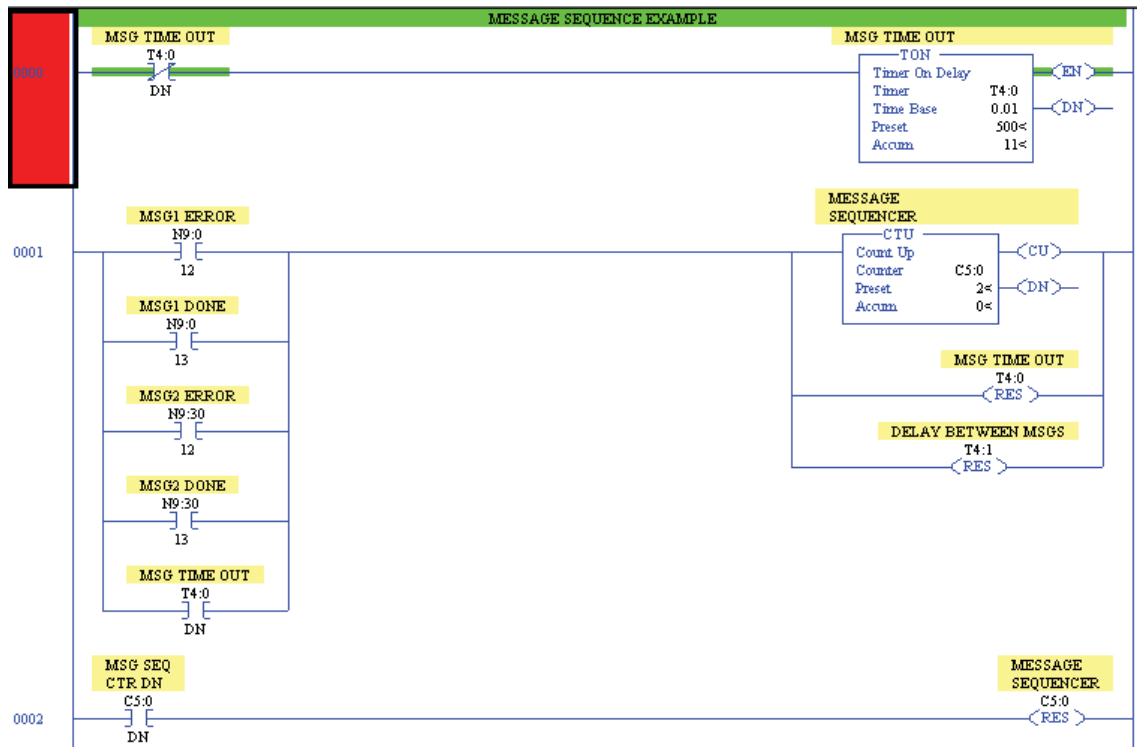 MESSAGE SEQUENCE EXAMPLE
MSG TIME OUT
T4:0
DN
0000
MSG TIME OUT
TON
Timer On Delay
Timer T4:0
Time Base 0.01
Preset 500<
Accum 11<
EN
DN
0001
MSG1 ERROR
N9:0
12
MSG1 DONE
N9:0
13
MSG2 ERROR
N9:30
12
MSG2 DONE
N9:30
13
MSG TIME OUT
T4:0
DN
MESSAGE
SEQUENCER
CTU
Count Up
Counter C5:0
Preset 2<
Accum 0<
CU
DN
MSG TIME OUT
T4:0
RES
DELAY BETWEEN MSGS
T4:1
RES
0002
MSG SEQ
CTR DN
C5:0
DN
MESSAGE
SEQUENCER
C5:0
RES